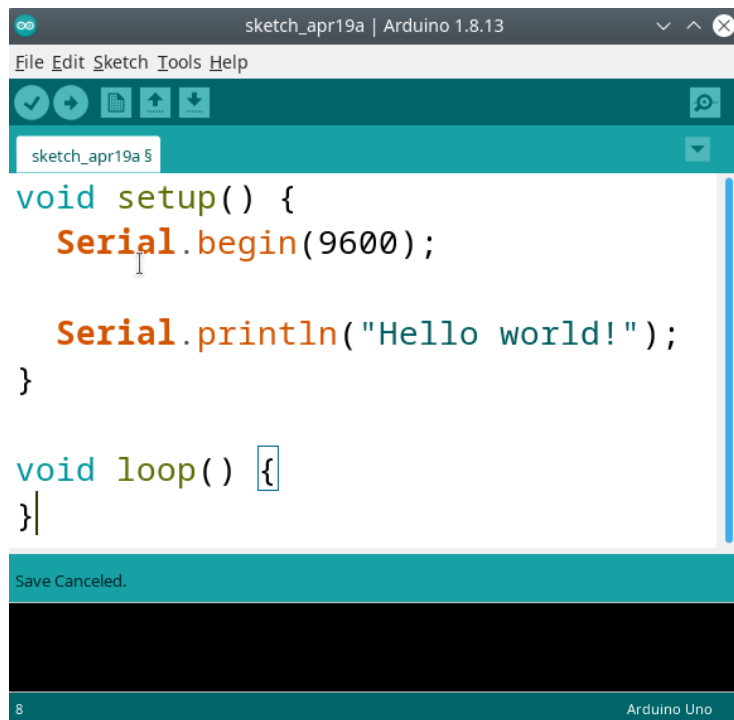 sketch_apr19a | Arduino 1.8.13
File Edit Sketch Tools Help
sketch_apr19a §
void setup() {
  Serial.begin(9600);

  Serial.println("Hello world!");
}

void loop() {
}
Save Canceled.
8 Arduino Uno